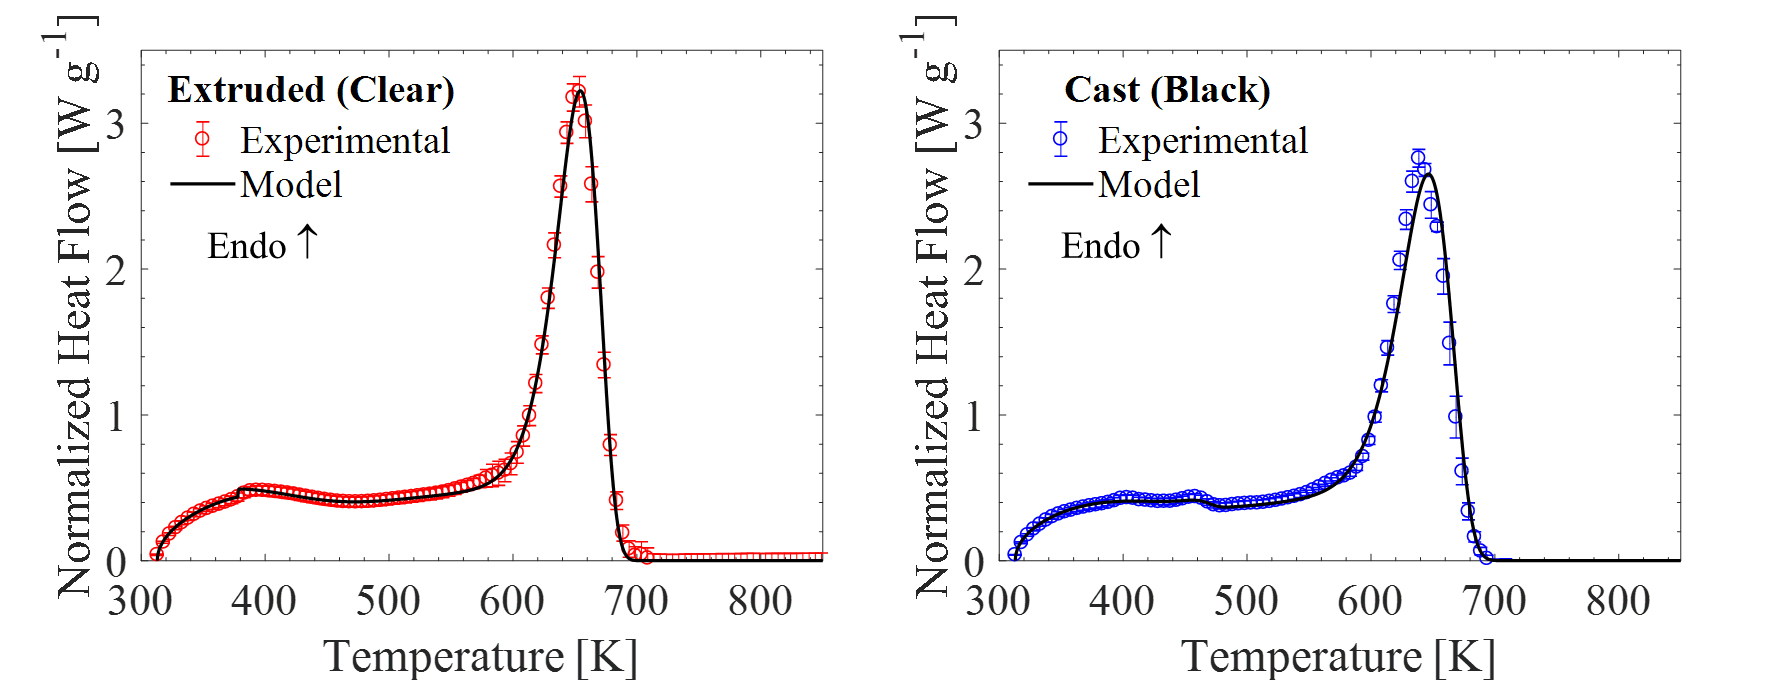 Normalized Heat Flow [W g⁻¹]
Extruded (Clear)
Experimental
Model
Endo ↑
0
1
2
3
300
400
500
600
700
800
Temperature [K]
Normalized Heat Flow [W g⁻¹]
Cast (Black)
Experimental
Model
Endo ↑
0
1
2
3
300
400
500
600
700
800
Temperature [K]